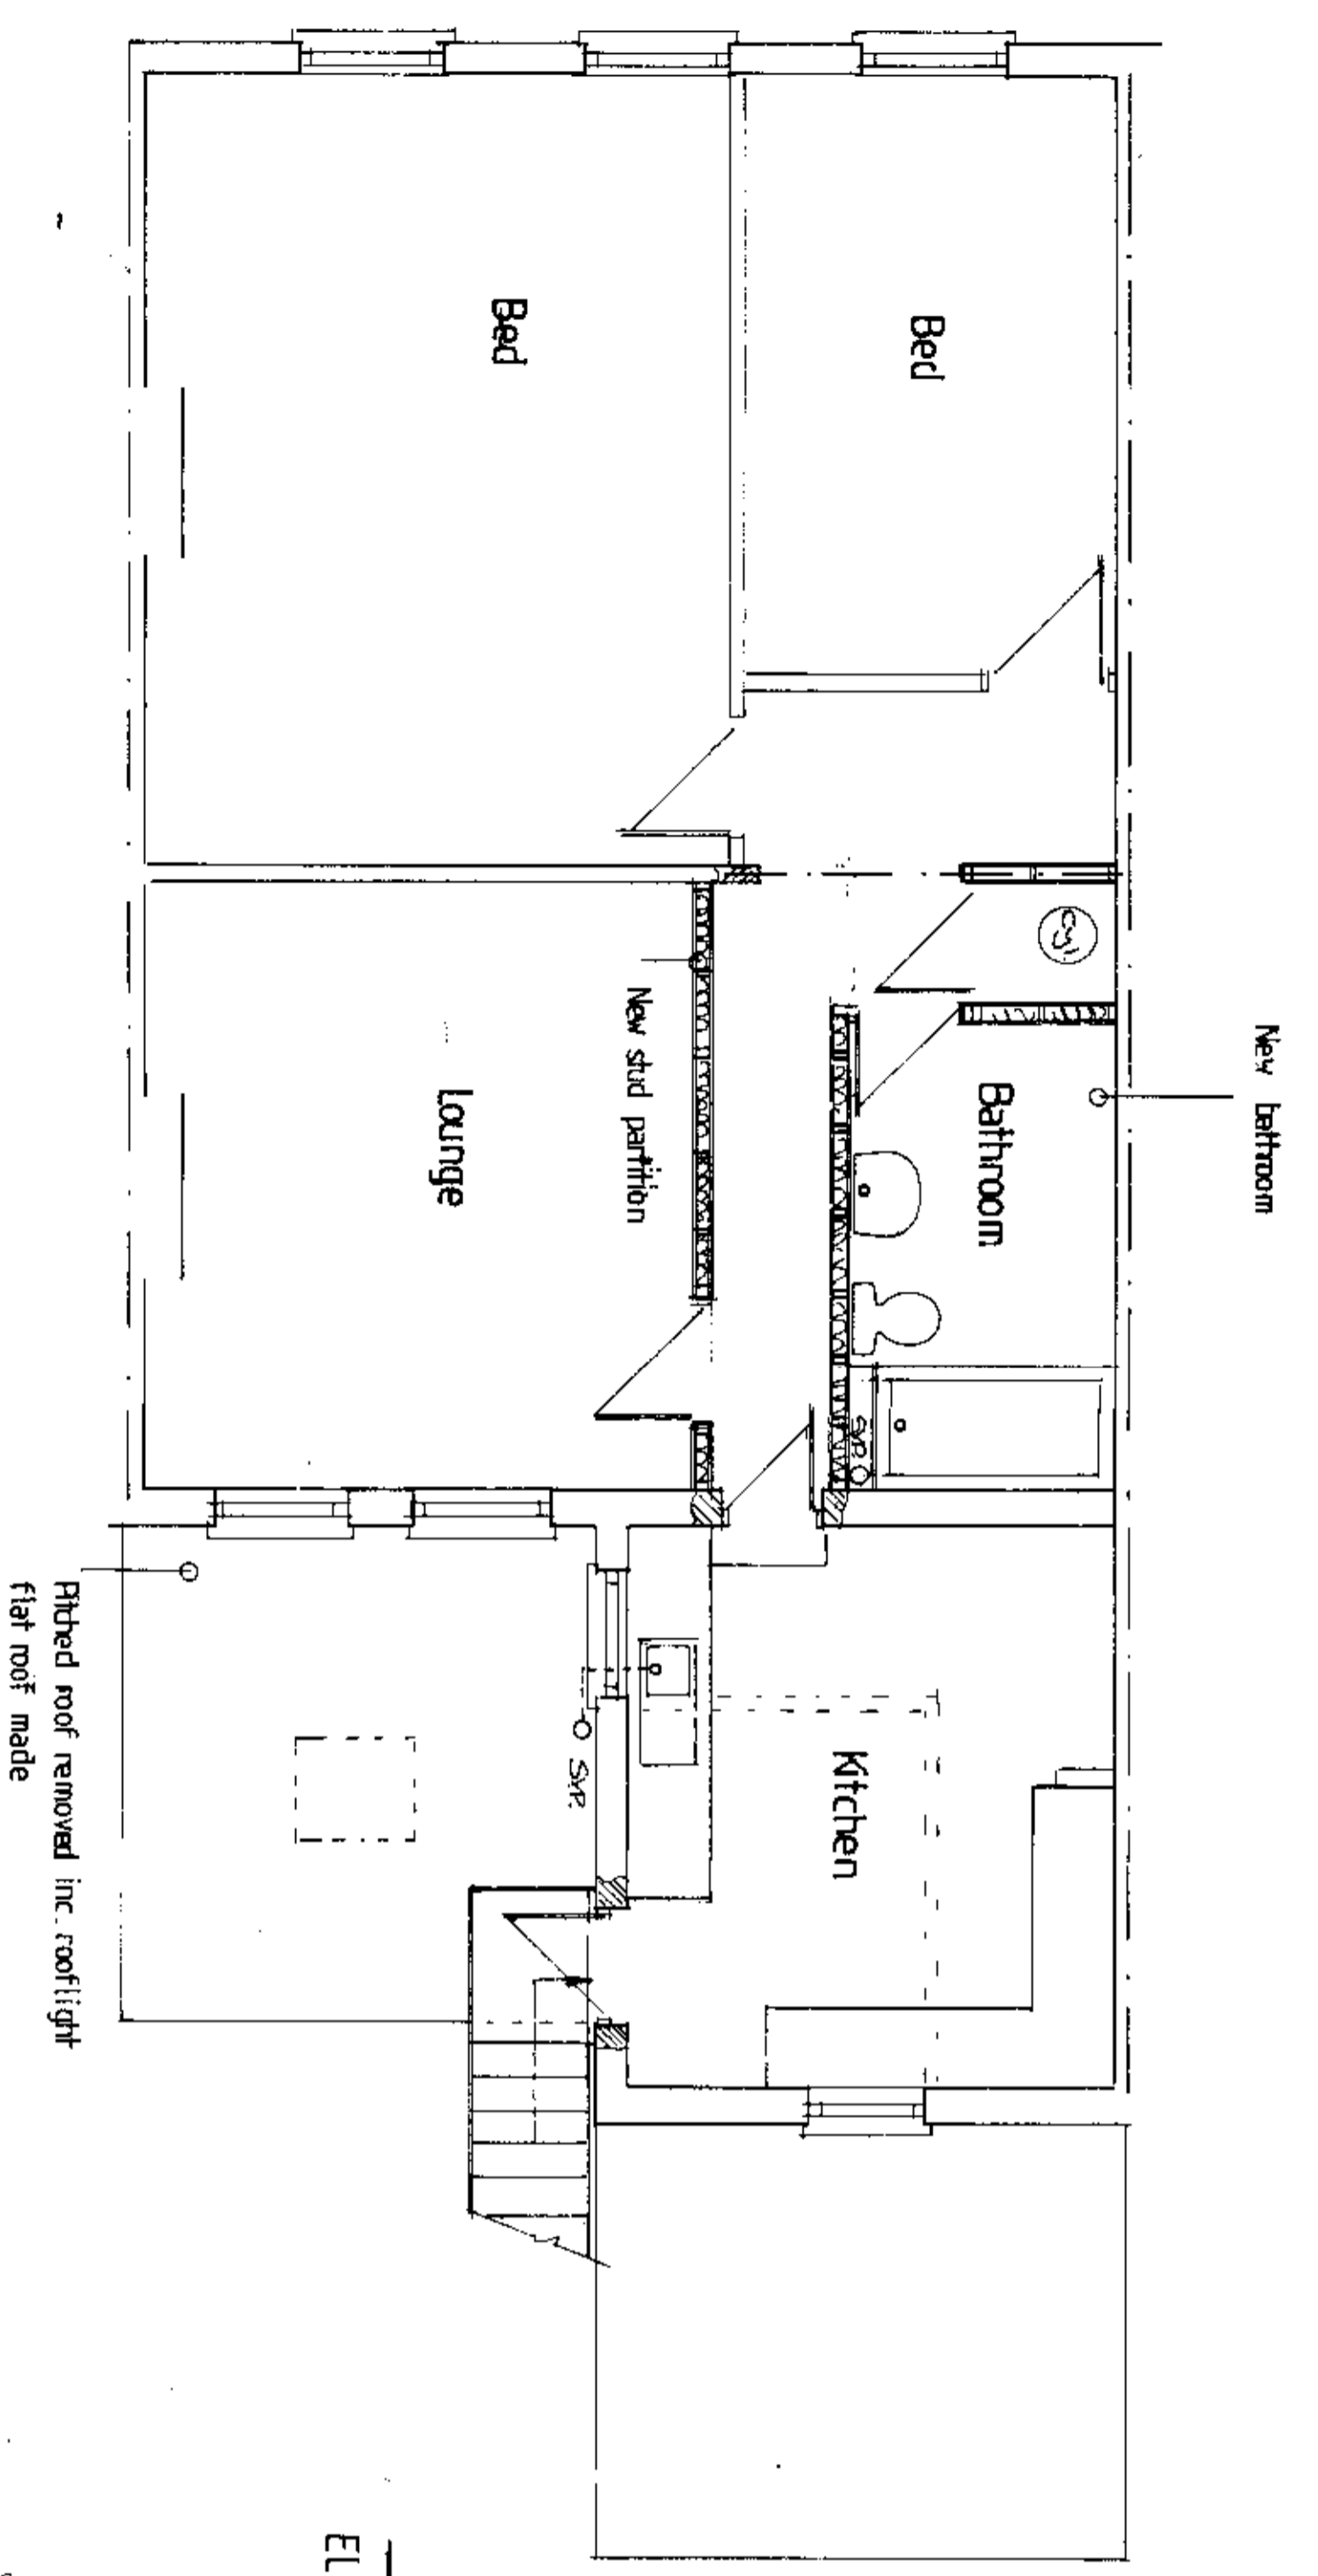 New bathroom
Bed
Bathroom
Cyl
SVP
Kitchen
Bed
New stud partition
Lounge
SVP
Pitched roof removed inc. rooflight
flat roof made
EL